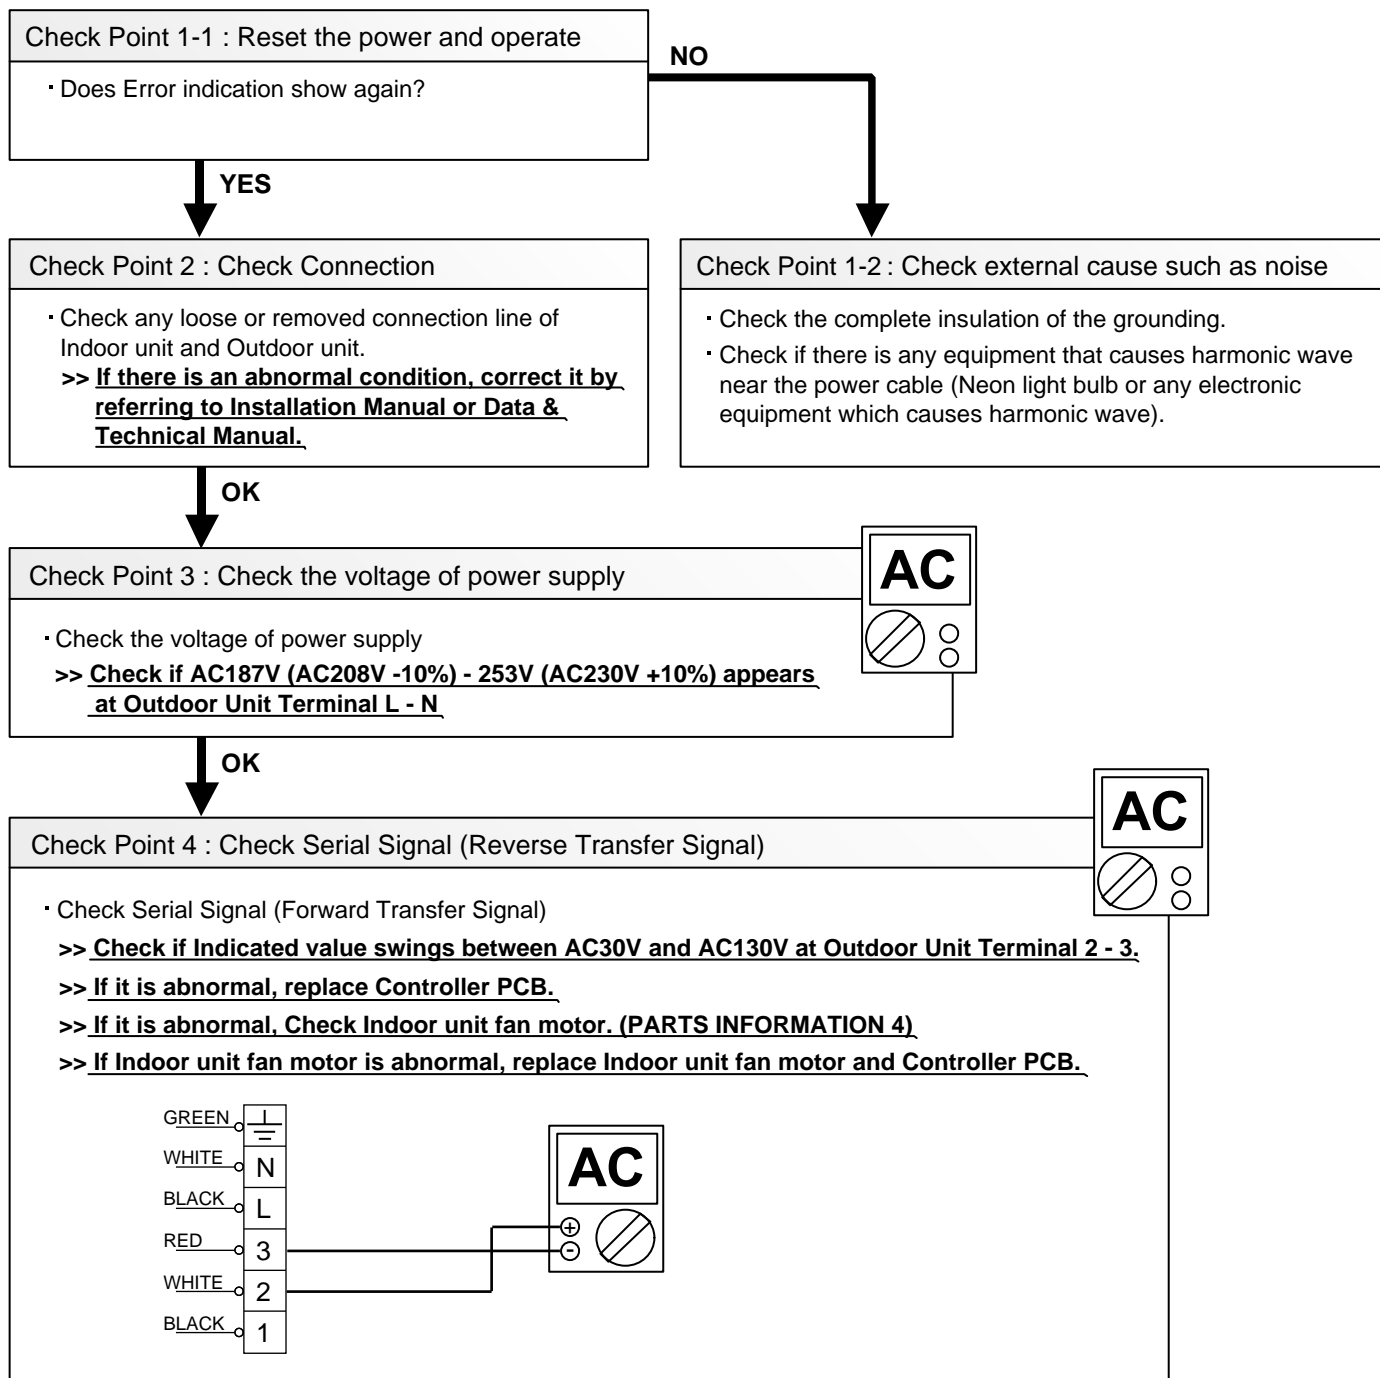 Check Point 1-1 : Reset the power and operate
· Does Error indication show again?
NO
YES
Check Point 2 : Check Connection
· Check any loose or removed connection line of
Indoor unit and Outdoor unit.
>> If there is an abnormal condition, correct it by
referring to Installation Manual or Data &
Technical Manual.
Check Point 1-2 : Check external cause such as noise
· Check the complete insulation of the grounding.
· Check if there is any equipment that causes harmonic wave
near the power cable (Neon light bulb or any electronic
equipment which causes harmonic wave).
OK
Check Point 3 : Check the voltage of power supply
AC
· Check the voltage of power supply
>> Check if AC187V (AC208V -10%) - 253V (AC230V +10%) appears
at Outdoor Unit Terminal L - N
OK
Check Point 4 : Check Serial Signal (Reverse Transfer Signal)
AC
· Check Serial Signal (Forward Transfer Signal)
>> Check if Indicated value swings between AC30V and AC130V at Outdoor Unit Terminal 2 - 3.
>> If it is abnormal, replace Controller PCB.
>> If it is abnormal, Check Indoor unit fan motor. (PARTS INFORMATION 4)
>> If Indoor unit fan motor is abnormal, replace Indoor unit fan motor and Controller PCB.
GREEN
WHITE N
BLACK L
RED 3
WHITE 2
BLACK 1
AC
+
-